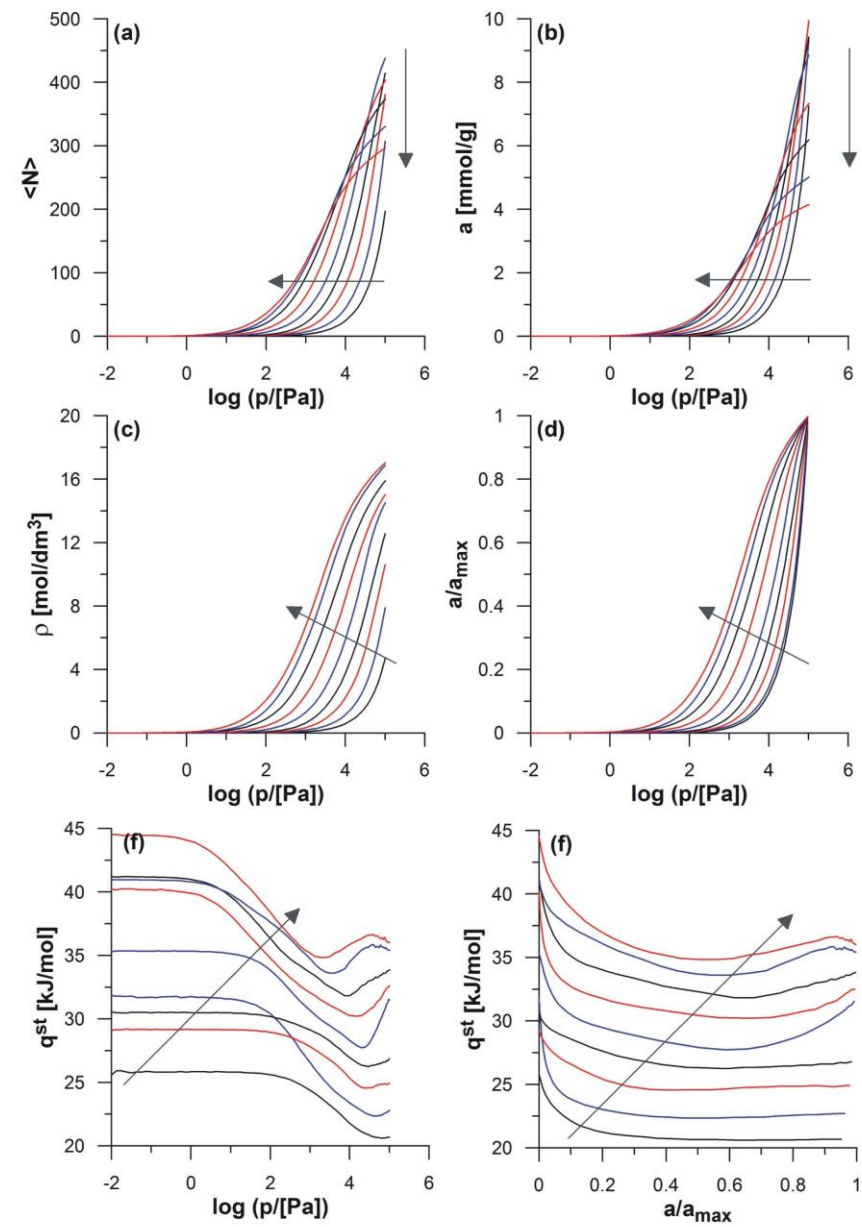 (a)
500
400
300
200
100
0
<N>
-2 0 2 4 6
log (p/[Pa])
(b)
10
8
6
4
2
0
a [mmol/g]
-2 0 2 4 6
log (p/[Pa])
(c)
20
16
12
8
4
0
ρ [mol/dm³]
-2 0 2 4 6
log (p/[Pa])
(d)
1
0.8
0.6
0.4
0.2
0
a/amax
-2 0 2 4 6
log (p/[Pa])
(f)
45
40
35
30
25
20
qˢᵗ [kJ/mol]
-2 0 2 4 6
log (p/[Pa])
(f)
45
40
35
30
25
20
qˢᵗ [kJ/mol]
0 0.2 0.4 0.6 0.8 1
a/amax